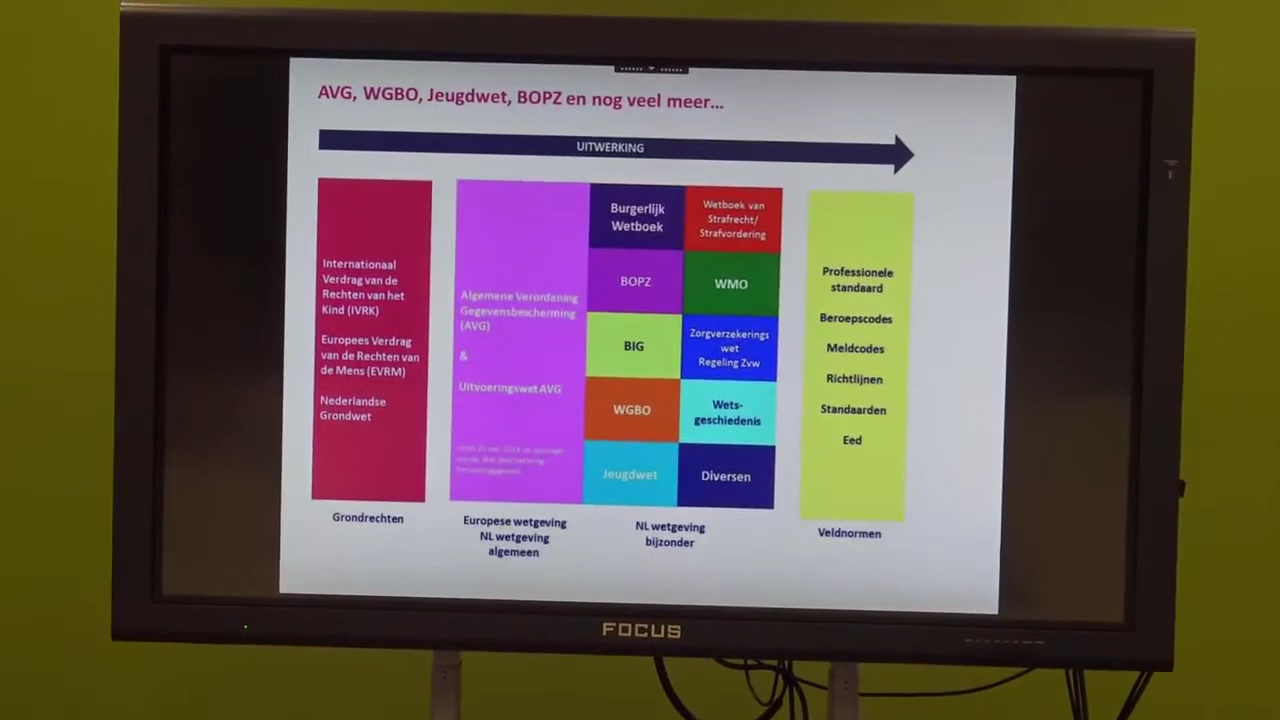 AVG, WGBO, Jeugdwet, BOPZ en nog veel meer...
UITWERKING
Internationaal
Verdrag van de
Rechten van het
Kind (IVRK)
Europees Verdrag
van de Rechten van
de Mens (EVRM)
Nederlandse
Grondwet
Grondrechten
Algemene Verordening
Gegevensbescherming
(AVG)
&
Uitvoeringswet AVG
Europese wetgeving
NL wetgeving
algemeen
Burgerlijk
Wetboek
Wetboek van
Strafrecht/
Strafvordering
BOPZ
WMO
BIG
Zorgverzekerings
wet
Regeling Zvw
WGBO
Wets-
geschiedenis
Jeugdwet
Diversen
NL wetgeving
bijzonder
Professionele
standaard
Beroepscodes
Meldcodes
Richtlijnen
Standaarden
Eed
Veldnormen
FOCUS